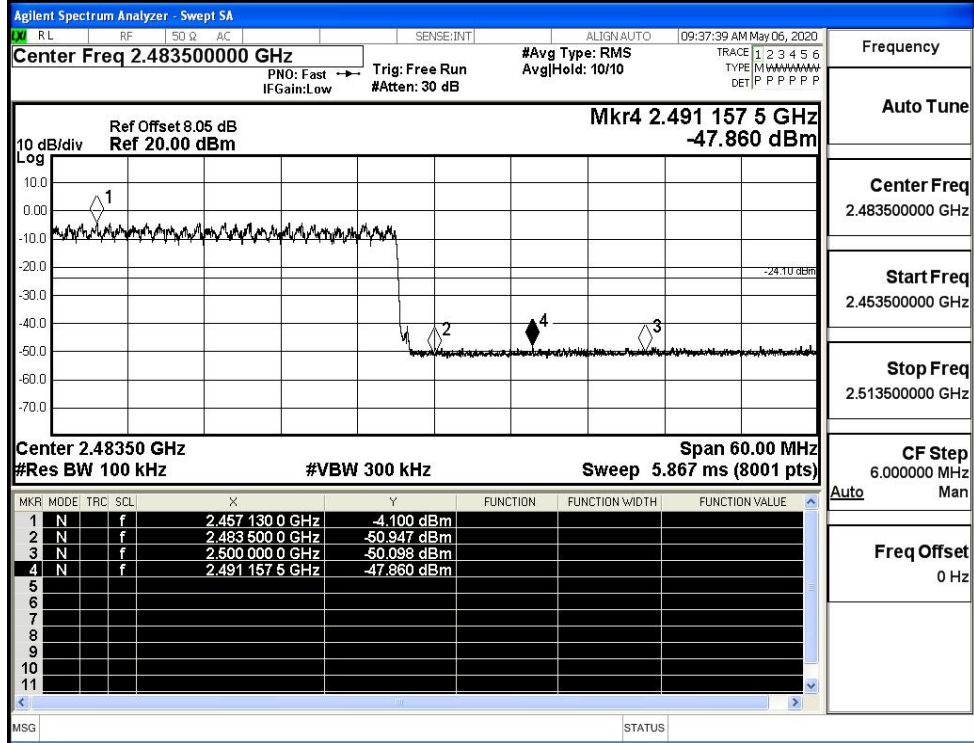 Agilent Spectrum Analyzer - Swept SA
LXI RL RF 50 Ω AC SENSE:INT ALIGN AUTO 09:37:39 AM May 06, 2020
Center Freq 2.483500000 GHz #Avg Type: RMS TRACE 1 2 3 4 5 6
PNO: Fast Trig: Free Run Avg|Hold: 10/10 TYPE M WWWWW
IFGain:Low #Atten: 30 dB DET P P P P P P
Mkr4 2.491 157 5 GHz
Ref Offset 8.05 dB
10 dB/div Ref 20.00 dBm -47.860 dBm
Log
10.0
1
0.00
-10.0
-20.0
-24.10 dBm
-30.0
-40.0
2 4 3
-50.0
-60.0
-70.0
Center 2.48350 GHz Span 60.00 MHz
#Res BW 100 kHz #VBW 300 kHz Sweep 5.867 ms (8001 pts)
MKR MODE TRC SCL X Y FUNCTION FUNCTION WIDTH FUNCTION VALUE
1 N f 2.457 130 0 GHz -4.100 dBm
2 N f 2.483 500 0 GHz -50.947 dBm
3 N f 2.500 000 0 GHz -50.098 dBm
4 N f 2.491 157 5 GHz -47.860 dBm
5
6
7
8
9
10
11
MSG STATUS
Frequency
Auto Tune
Center Freq
2.483500000 GHz
Start Freq
2.453500000 GHz
Stop Freq
2.513500000 GHz
CF Step
6.000000 MHz
Auto Man
Freq Offset
0 Hz